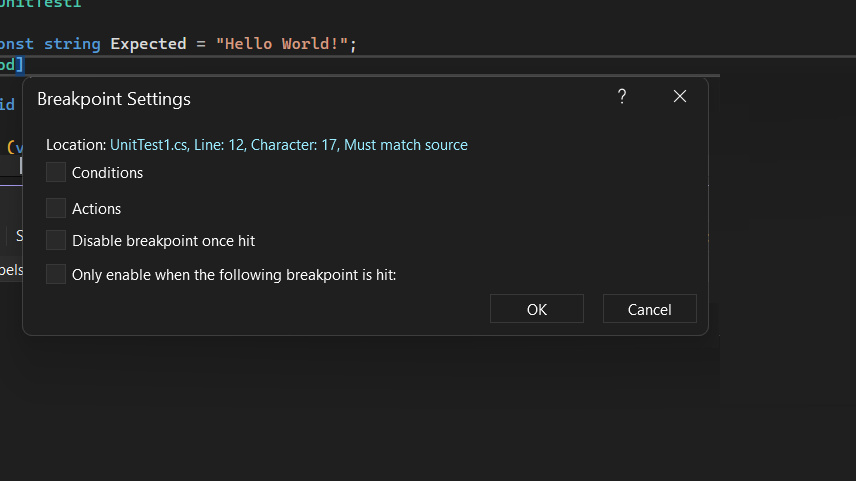 UnitTest1
onst string Expected = "Hello World!";
od]
Breakpoint Settings
?
id
Location: UnitTest1.cs, Line: 12, Character: 17, Must match source
(v
Conditions
Actions
S
Disable breakpoint once hit
bels
Only enable when the following breakpoint is hit:
OK
Cancel